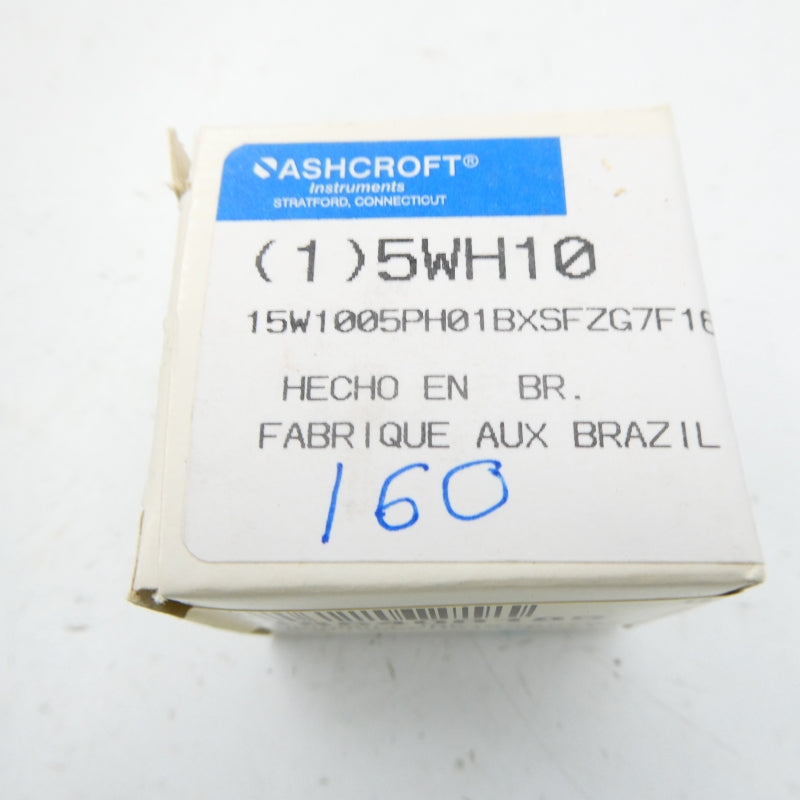 ASHCROFT®
Instruments
STRATFORD, CONNECTICUT
(1)5WH10
15W1005PH01BXSFZG7F16
HECHO EN BR.
FABRIQUE AUX BRAZIL
160